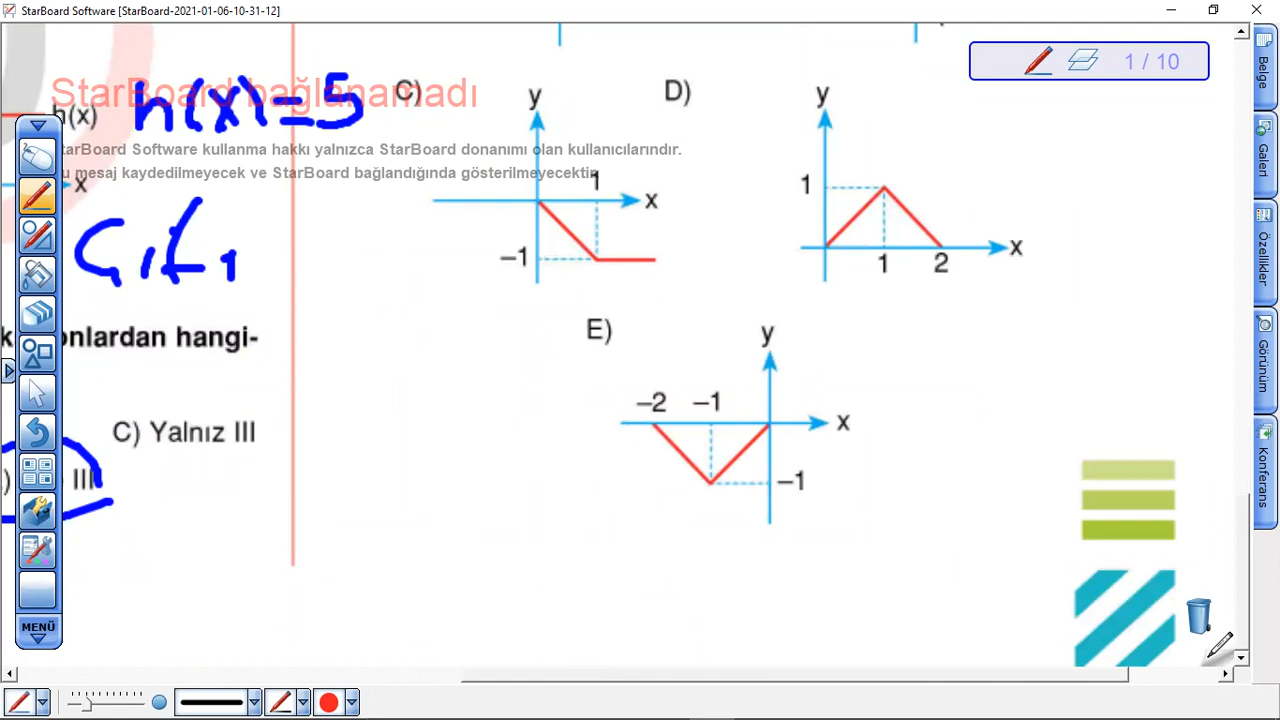 StarBoard Software [StarBoard-2021-01-06-10-31-12]
1 / 10
StarBoard bağlanamadı
h(x)
h(x)=5
C)
y
D)
y
StarBoard Software kullanma hakkı yalnızca StarBoard donanımı olan kullanıcılarındır.
u mesaj kaydedilmeyecek ve StarBoard bağlandığında gösterilmeyecektir
x
1
x
-1
1
x
1
2
onlardan hangi-
E)
y
-2
-1
x
-1
C) Yalnız III
) III
MENÜ
Belge
Galeri
Özellikler
Görünüm
Konferans